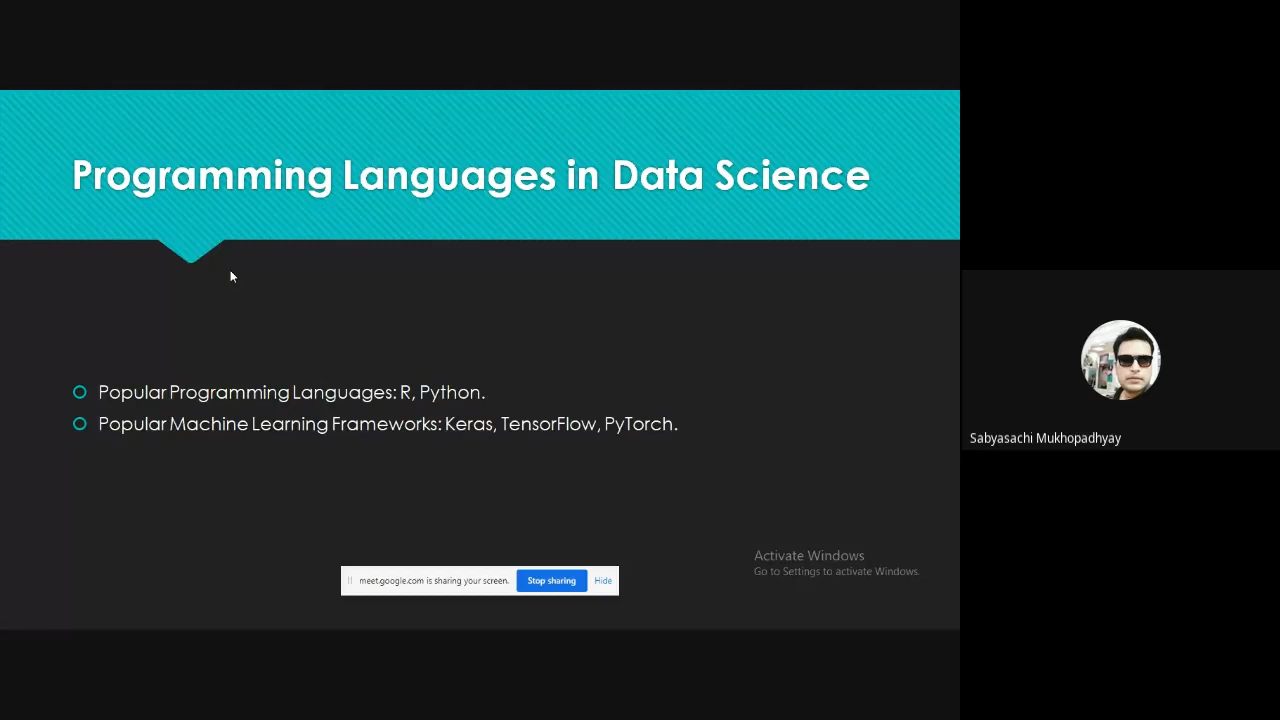 Programming Languages in Data Science
Popular Programming Languages: R, Python.
Popular Machine Learning Frameworks: Keras, TensorFlow, PyTorch.
Sabyasachi Mukhopadhyay
Activate Windows
Go to Settings to activate Windows.
meet.google.com is sharing your screen. Stop sharing Hide